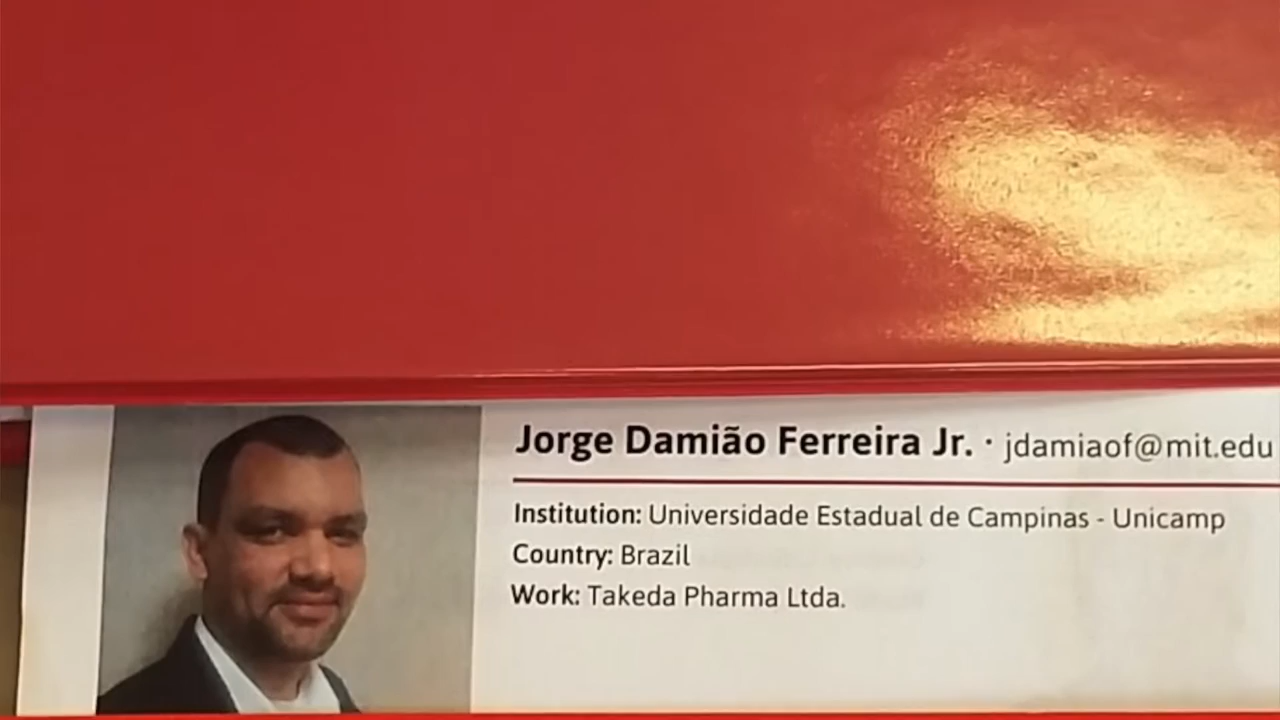 Jorge Damião Ferreira Jr. · jdamiaof@mit.edu
Institution: Universidade Estadual de Campinas - Unicamp
Country: Brazil
Work: Takeda Pharma Ltda.